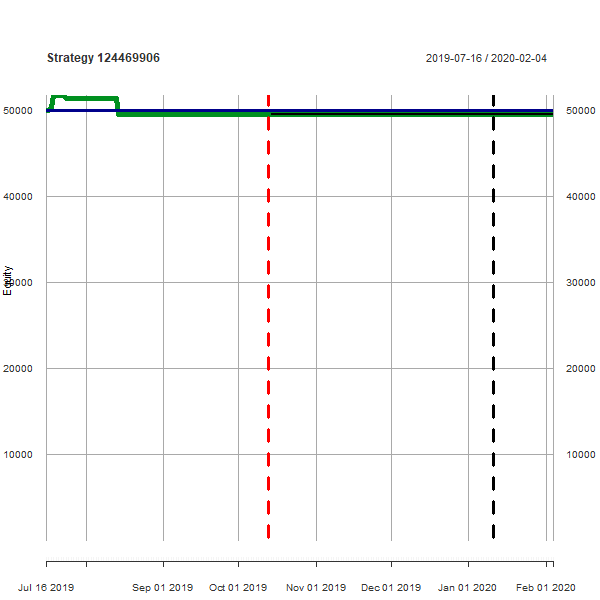 Strategy 124469906
2019-07-16 / 2020-02-04
50000 50000
40000 40000
Equity
30000 30000
20000 20000
10000 10000
Jul 16 2019 Sep 01 2019 Oct 01 2019 Nov 01 2019 Dec 01 2019 Jan 01 2020 Feb 01 2020